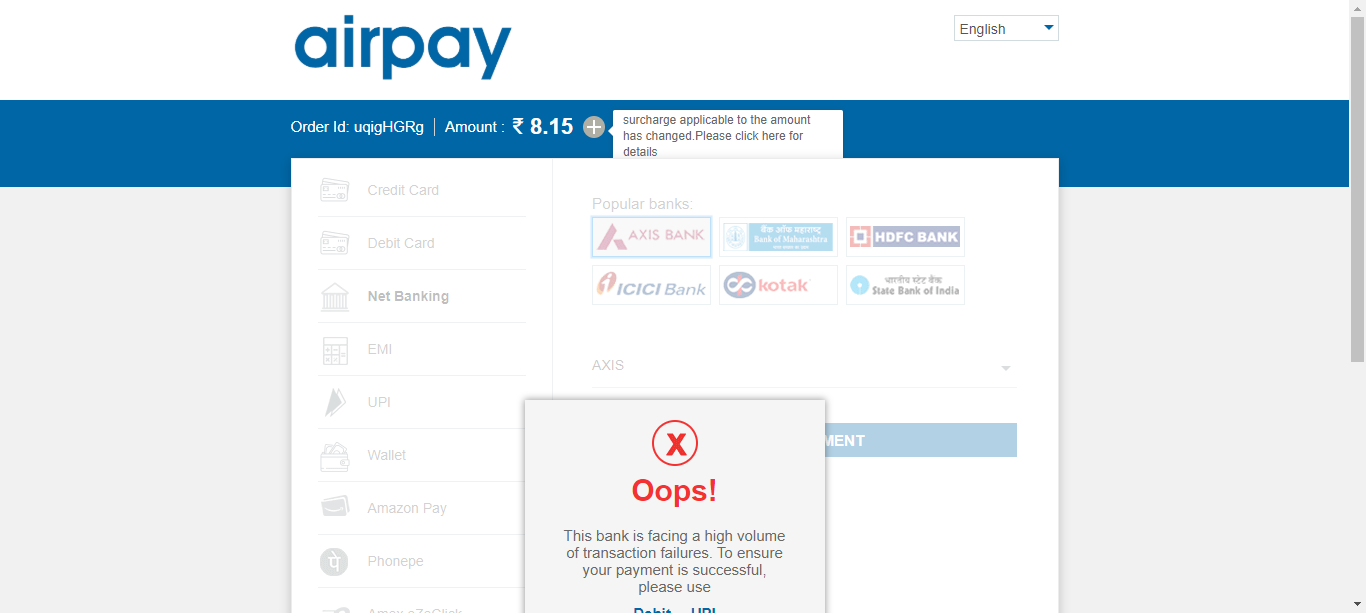 airpay
English
Order Id: uqigHGRg | Amount : ₹ 8.15
surcharge applicable to the amount
has changed.Please click here for
details
Credit Card
Debit Card
Net Banking
EMI
UPI
Wallet
Amazon Pay
Phonepe
Popular banks:
AXIS BANK
बैंक ऑफ महाराष्ट्र
Bank of Maharashtra
HDFC BANK
ICICI Bank
kotak
भारतीय स्टेट बैंक
State Bank of India
AXIS
MENT
X
Oops!
This bank is facing a high volume
of transaction failures. To ensure
your payment is successful,
please use
Debit UPI